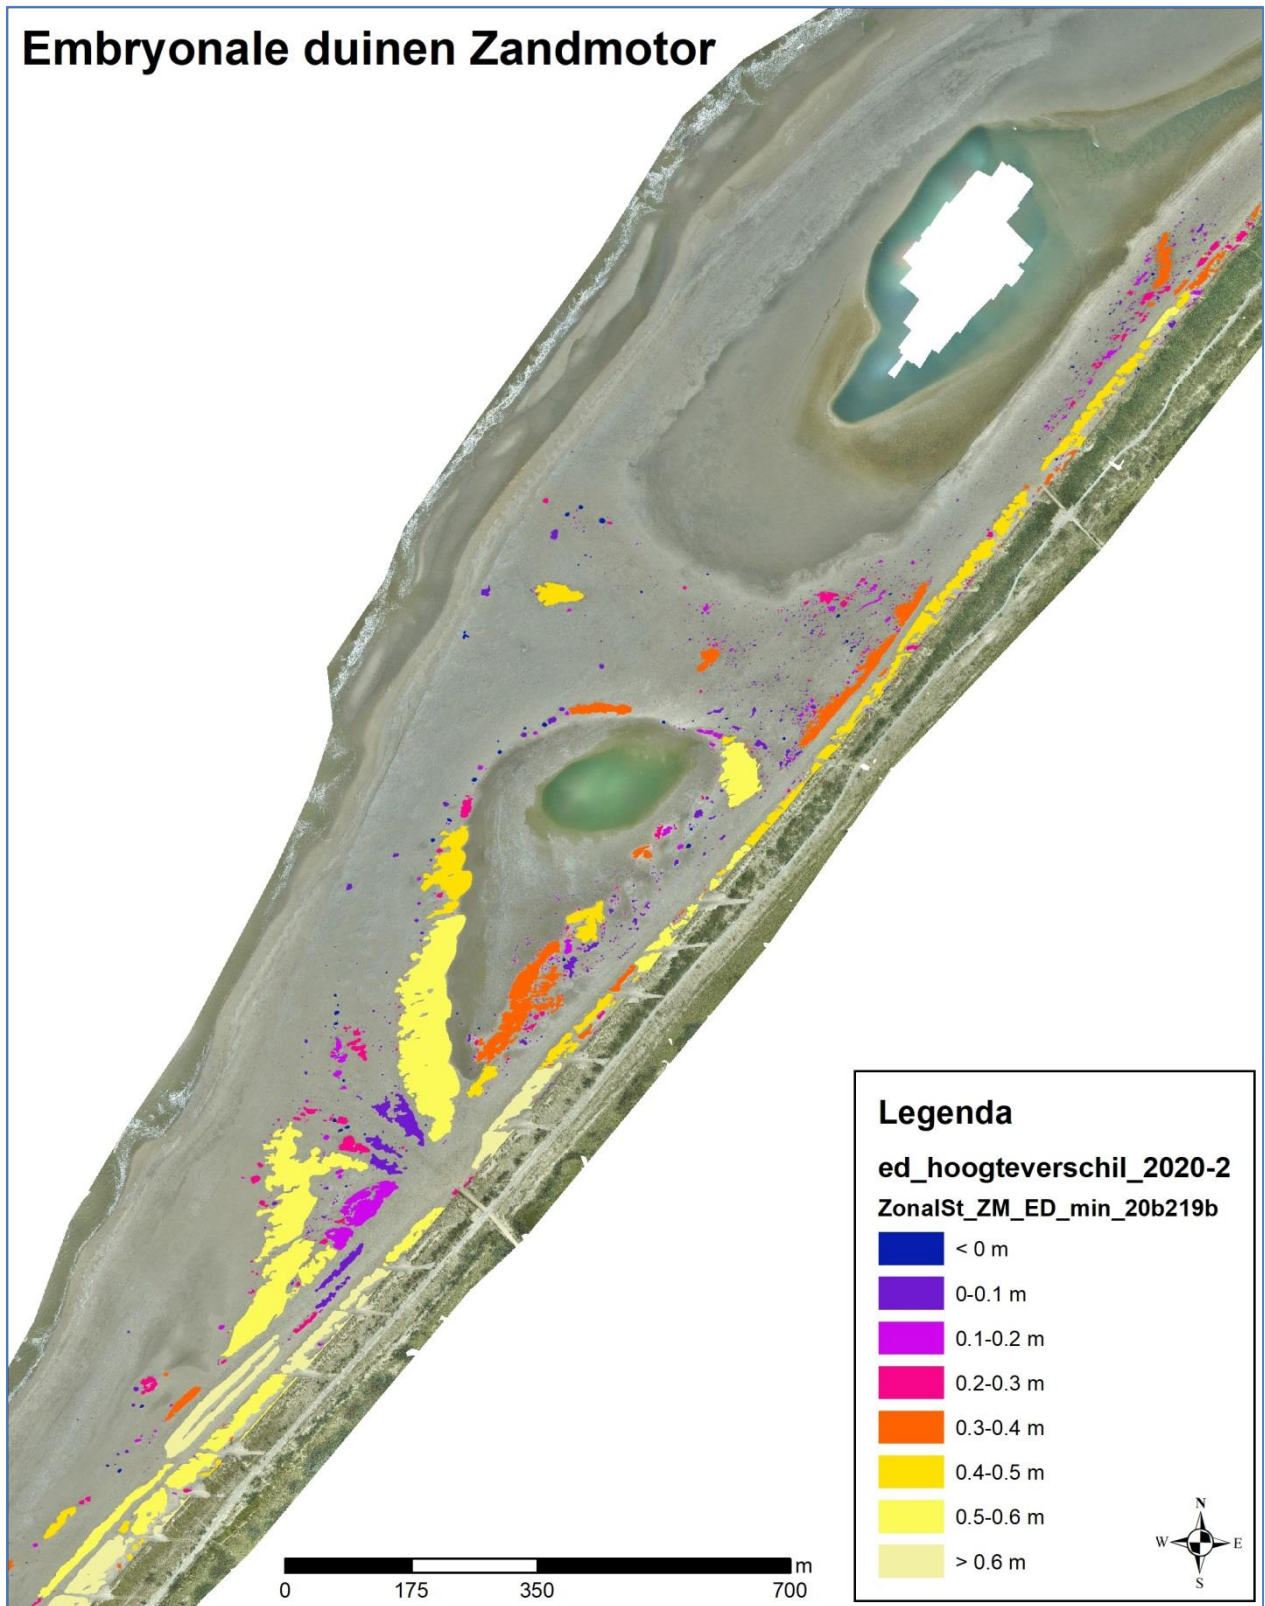 Embryonale duinen Zandmotor
Legenda
ed_hoogteverschil_2020-2
ZonalSt_ZM_ED_min_20b219b
< 0 m
0-0.1 m
0.1-0.2 m
0.2-0.3 m
0.3-0.4 m
0.4-0.5 m
0.5-0.6 m
> 0.6 m
N
W E
S
m
0 175 350 700